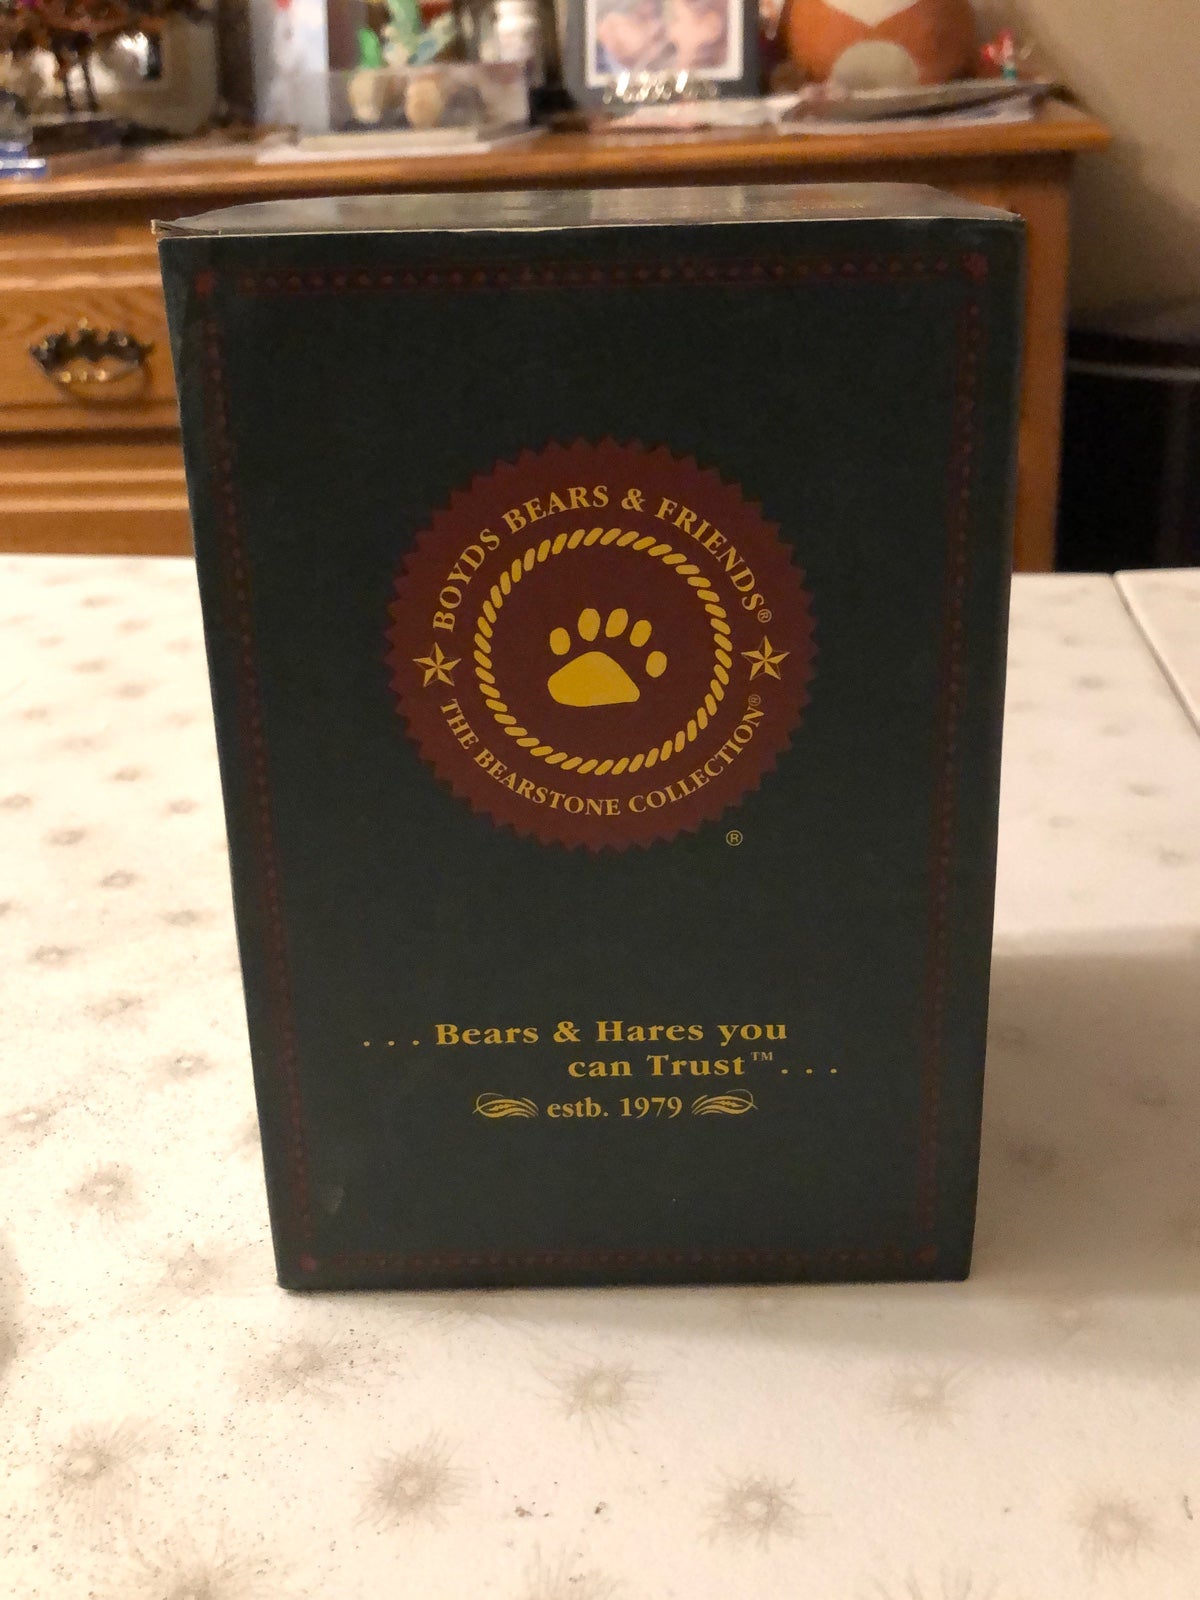 BOYDS BEARS & FRIENDS®
THE BEARSTONE COLLECTION®
®
. . . Bears & Hares you
can Trust™ . . .
estb. 1979